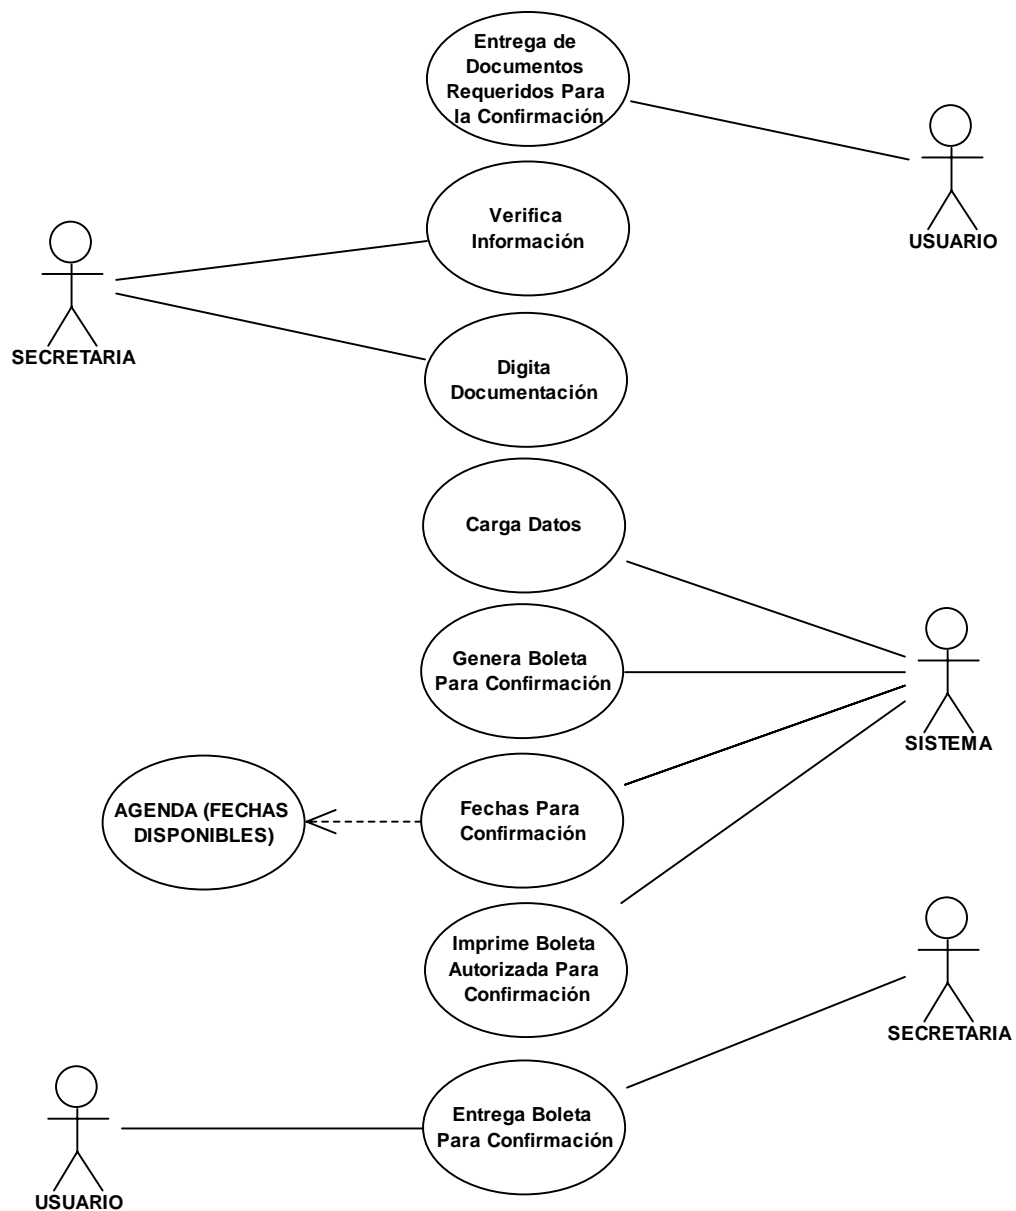 Entrega de
Documentos
Requeridos Para
la Confirmación
USUARIO
Verifica
Información
SECRETARIA
Digita
Documentación
Carga Datos
Genera Boleta
Para Confirmación
SISTEMA
AGENDA (FECHAS
DISPONIBLES)
Fechas Para
Confirmación
Imprime Boleta
Autorizada Para
Confirmación
SECRETARIA
Entrega Boleta
Para Confirmación
USUARIO